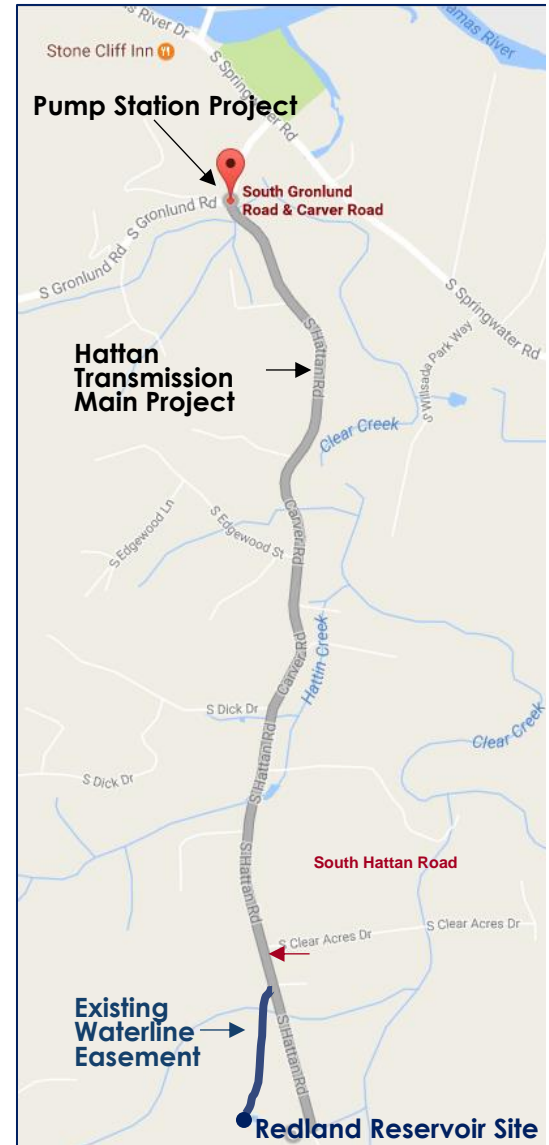 mas River Dr
amas River
Stone Cliff Inn
S Springwater Rd
Pump Station Project
South Gronlund
Road & Carver Road
S Gronlund Rd
S Gronlund Rd
S Springwater Rd
S Hattan Rd
Hattan
Transmission
Main Project
S Wilsada Park Way
Clear Creek
S Edgewood Ln
S Edgewood St
Carver Rd
Hattin Creek
Carver Rd
S Dick Dr
Clear Creek
S Dick Dr
S Hattan Rd
South Hattan Road
S Hattan Rd
S Clear Acres Dr
S Clear Acres Dr
Existing
Waterline
Easement
S Hattan Rd
Redland Reservoir Site